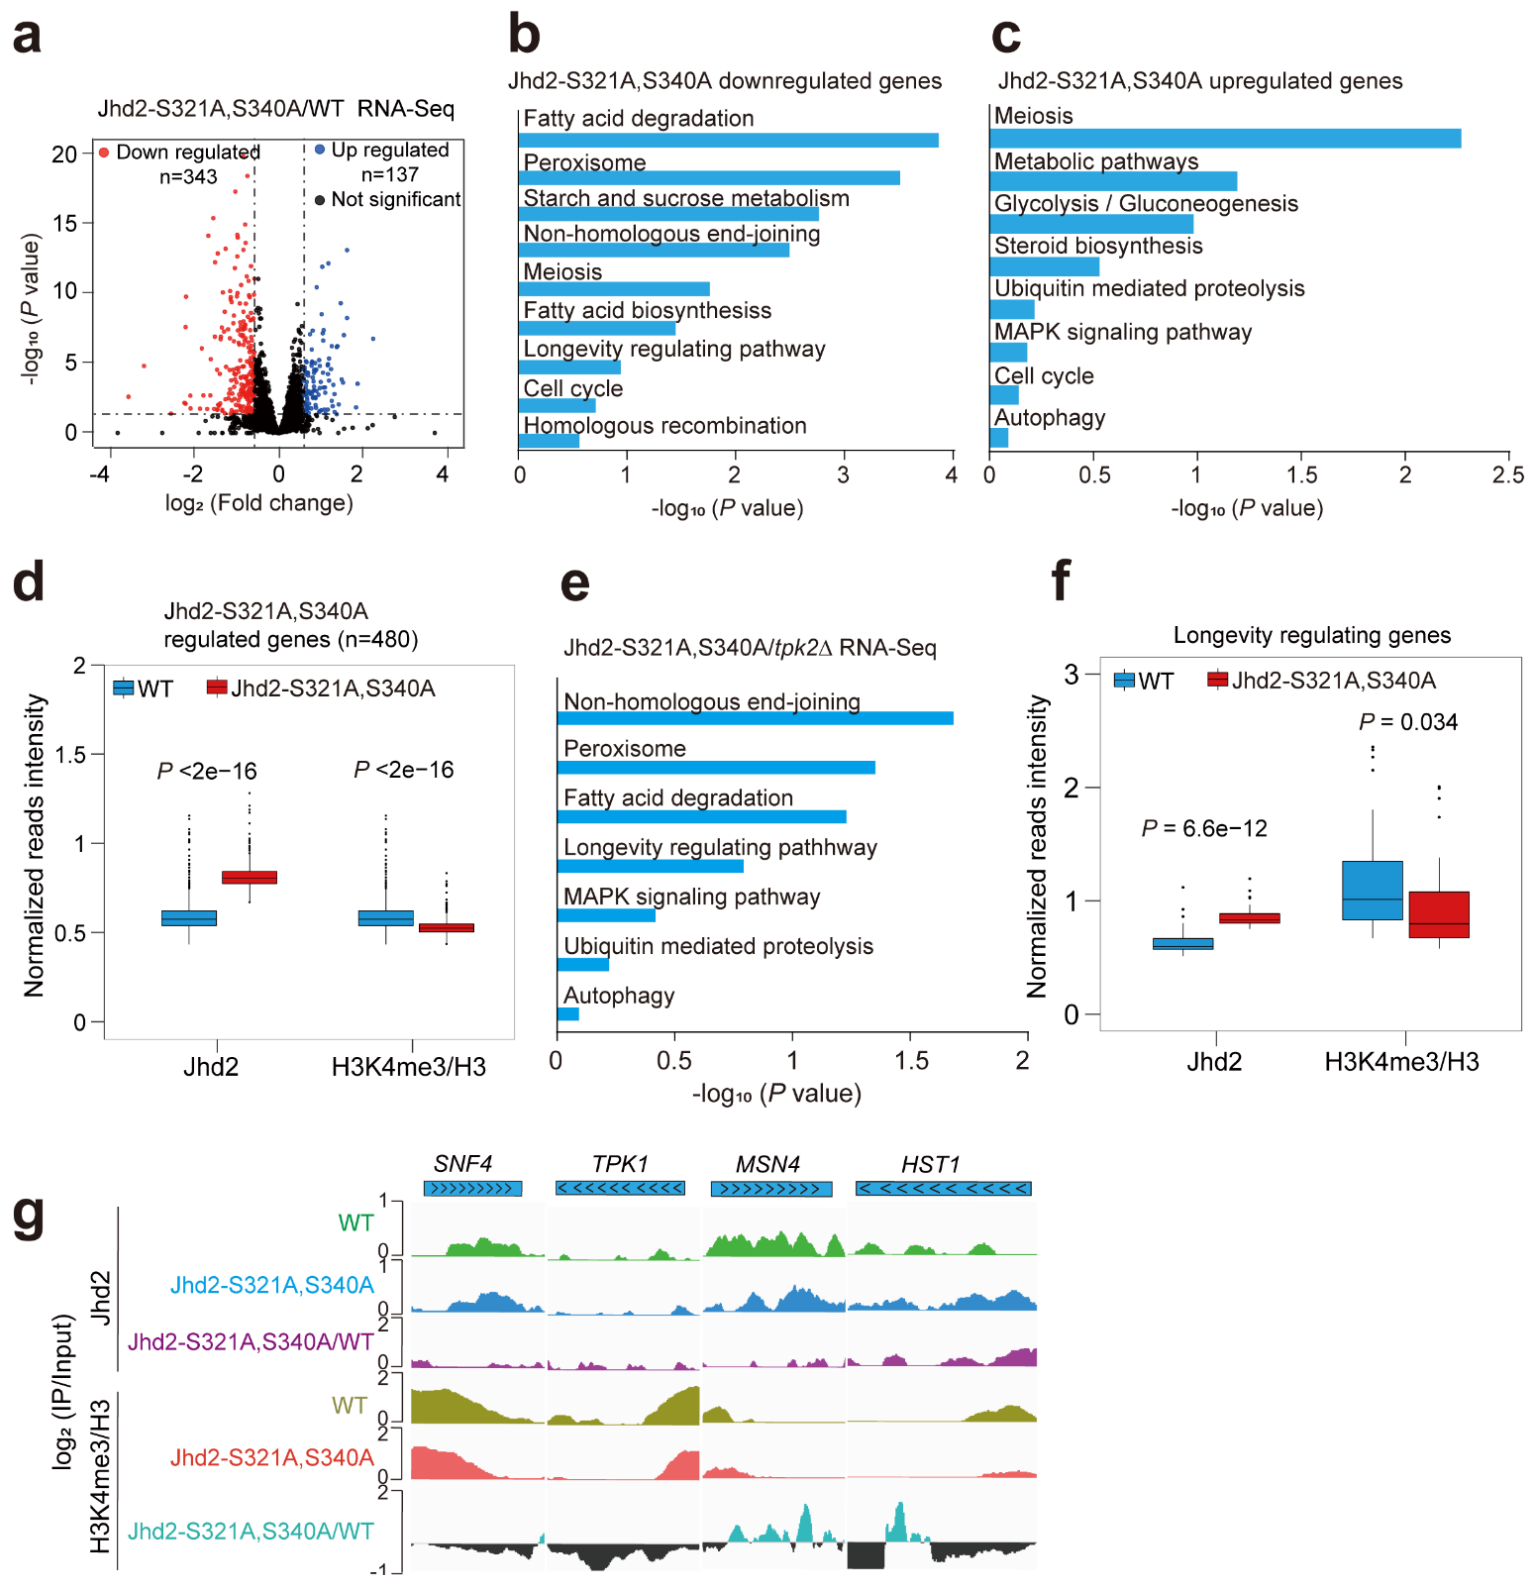 a
Jhd2-S321A,S340A/WT RNA-Seq
Down regulated
n=343
Up regulated
n=137
Not significant
-log₁₀ (P value)
20
15
10
5
0
-4 -2 0 2 4
log₂ (Fold change)
b
Jhd2-S321A,S340A downregulated genes
Fatty acid degradation
Peroxisome
Starch and sucrose metabolism
Non-homologous end-joining
Meiosis
Fatty acid biosynthesiss
Longevity regulating pathway
Cell cycle
Homologous recombination
0 1 2 3 4
-log₁₀ (P value)
c
Jhd2-S321A,S340A upregulated genes
Meiosis
Metabolic pathways
Glycolysis / Gluconeogenesis
Steroid biosynthesis
Ubiquitin mediated proteolysis
MAPK signaling pathway
Cell cycle
Autophagy
0 0.5 1 1.5 2 2.5
-log₁₀ (P value)
d
Jhd2-S321A,S340A
regulated genes (n=480)
WT Jhd2-S321A,S340A
P <2e−16 P <2e−16
Normalized reads intensity
2
1.5
1
0.5
0
Jhd2 H3K4me3/H3
e
Jhd2-S321A,S340A/tpk2Δ RNA-Seq
Non-homologous end-joining
Peroxisome
Fatty acid degradation
Longevity regulating pathhway
MAPK signaling pathway
Ubiquitin mediated proteolysis
Autophagy
0 0.5 1 1.5 2
-log₁₀ (P value)
f
Longevity regulating genes
WT Jhd2-S321A,S340A
P = 0.034
P = 6.6e−12
Normalized reads intensity
3
2
1
0
Jhd2 H3K4me3/H3
g
SNF4 TPK1 MSN4 HST1
log₂ (IP/Input)
Jhd2
WT
1
0
Jhd2-S321A,S340A
1
0
Jhd2-S321A,S340A/WT
2
0
H3K4me3/H3
WT
2
0
Jhd2-S321A,S340A
2
0
Jhd2-S321A,S340A/WT
2
-1